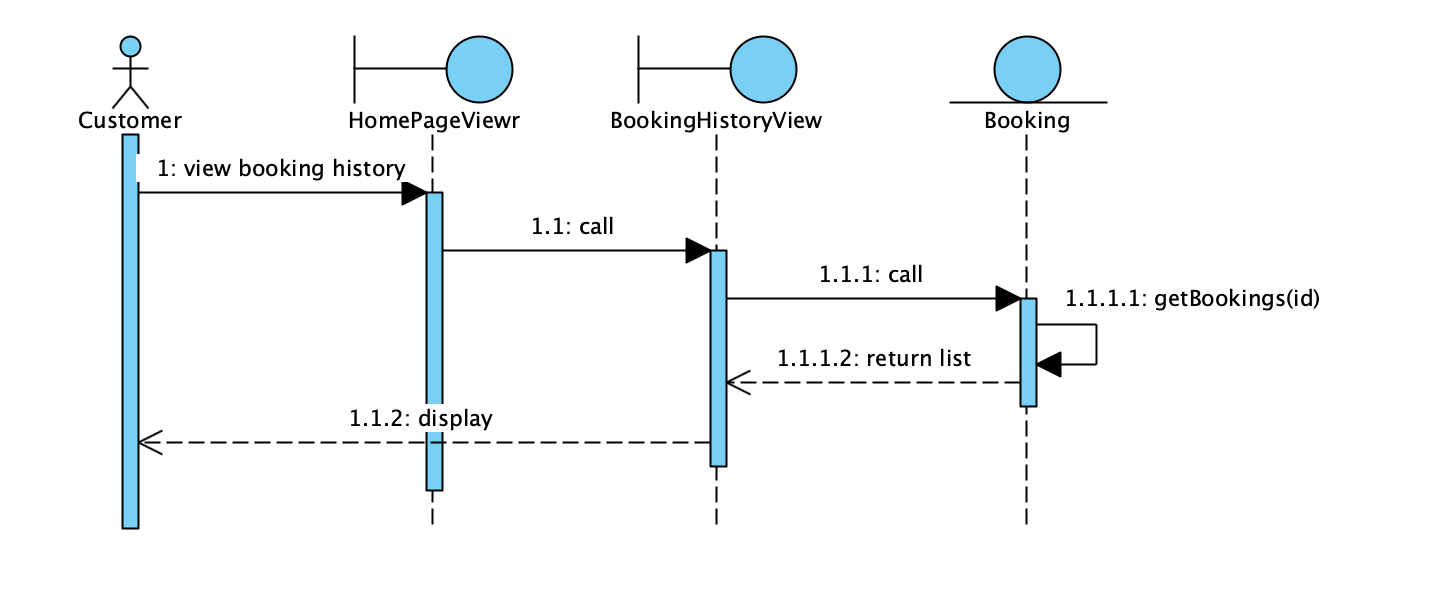 Customer
HomePageViewr
BookingHistoryView
Booking
1: view booking history
1.1: call
1.1.1: call
1.1.1.1: getBookings(id)
1.1.1.2: return list
1.1.2: display